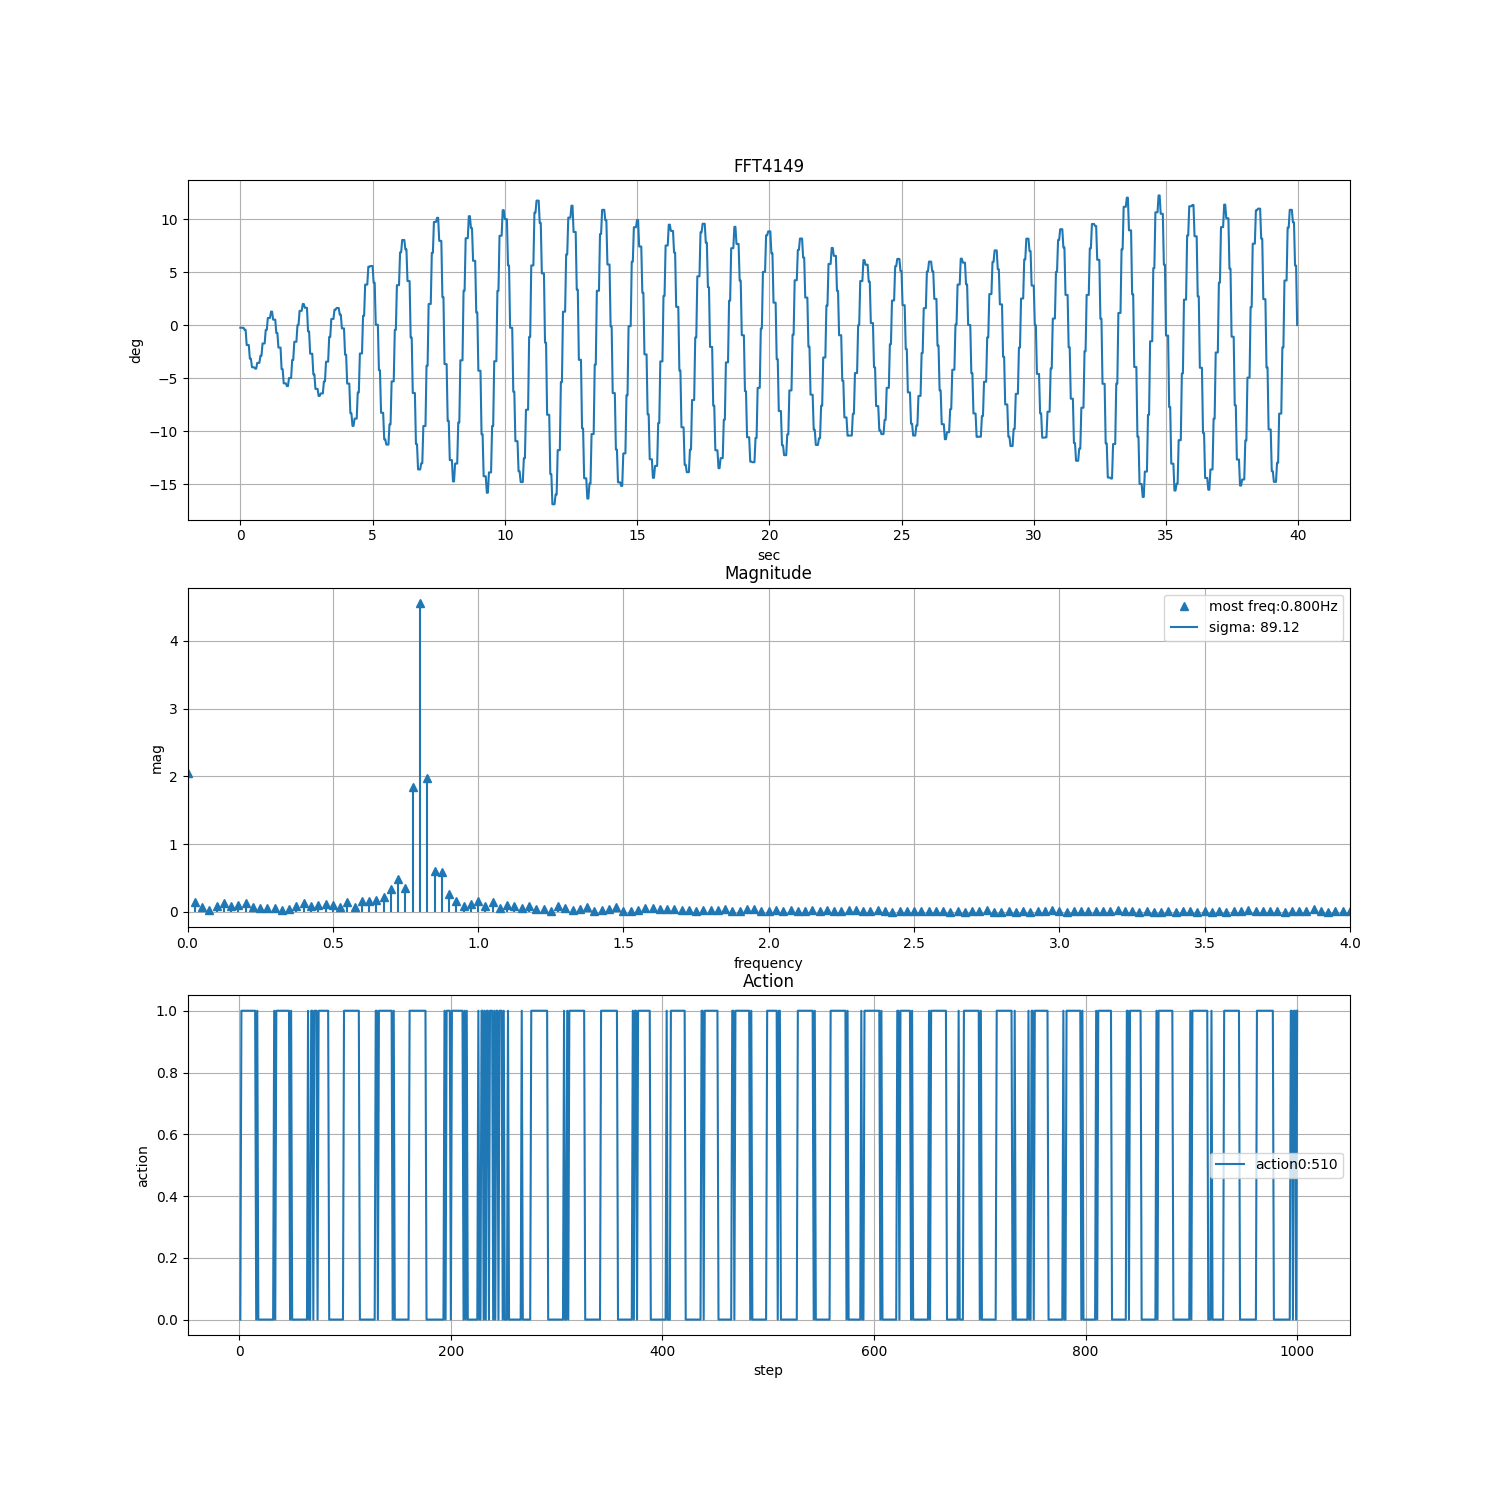 FFT4149
10
5
0
−5
−10
−15
deg
0 5 10 15 20 25 30 35 40
sec
Magnitude
most freq:0.800Hz
sigma: 89.12
4
3
2
1
0
mag
0.0 0.5 1.0 1.5 2.0 2.5 3.0 3.5 4.0
frequency
Action
1.0
0.8
0.6
0.4
0.2
0.0
action
action0:510
0 200 400 600 800 1000
step